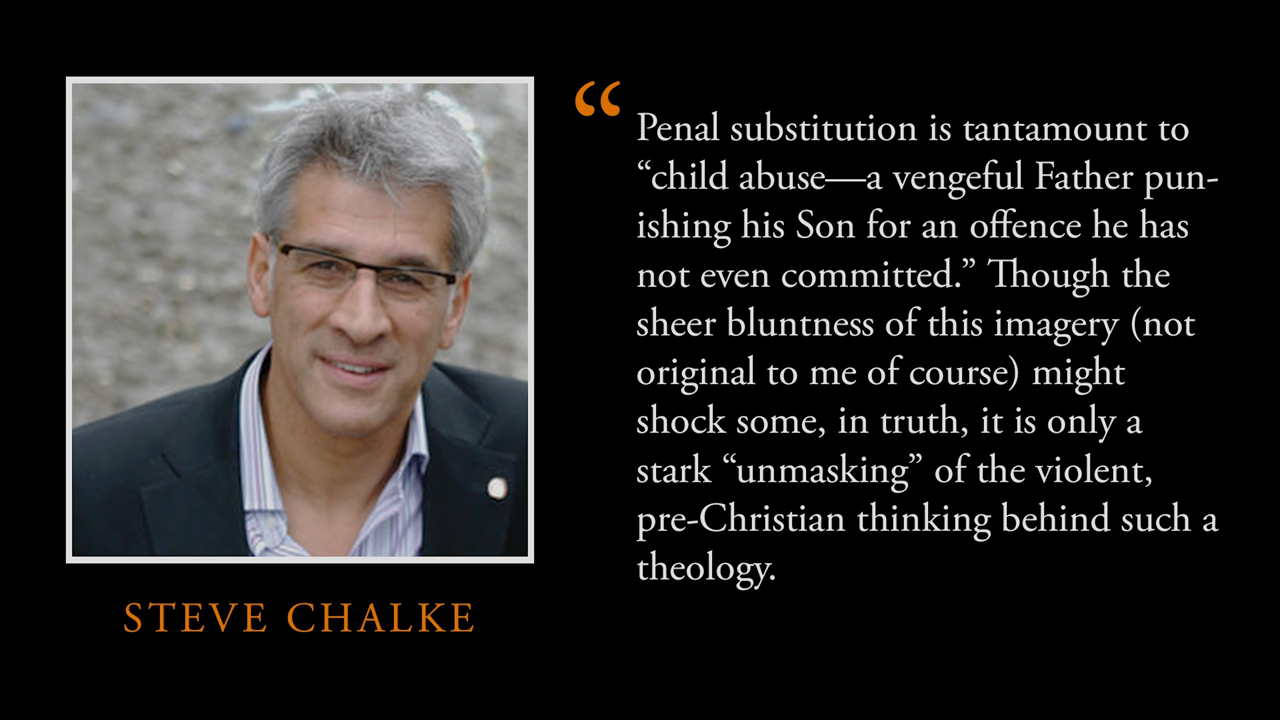 “
Penal substitution is tantamount to
“child abuse—a vengeful Father pun-
ishing his Son for an offence he has
not even committed.” Though the
sheer bluntness of this imagery (not
original to me of course) might
shock some, in truth, it is only a
stark “unmasking” of the violent,
pre-Christian thinking behind such a
theology.
STEVE CHALKE